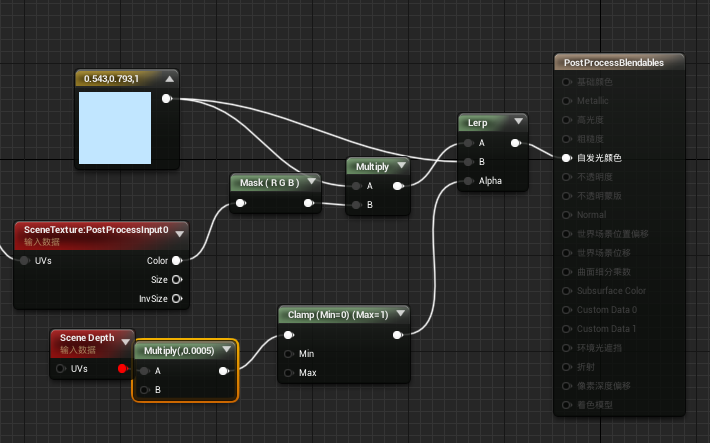 0.543,0.793,1
PostProcessBlendables
基础颜色
Metallic
高光度
粗糙度
自发光颜色
不透明度
不透明蒙版
Normal
世界场景位置偏移
世界场景位移
曲面细分乘数
Subsurface Color
Custom Data 0
Custom Data 1
环境光遮挡
折射
像素深度偏移
着色模型
Lerp
A
B
Alpha
Multiply
A
B
Mask ( R G B )
SceneTexture:PostProcessInput0
输入数据
UVs
Color
Size
InvSize
Clamp (Min=0) (Max=1)
Min
Max
Scene Depth
输入数据
UVs
Multiply(,0.0005)
A
B